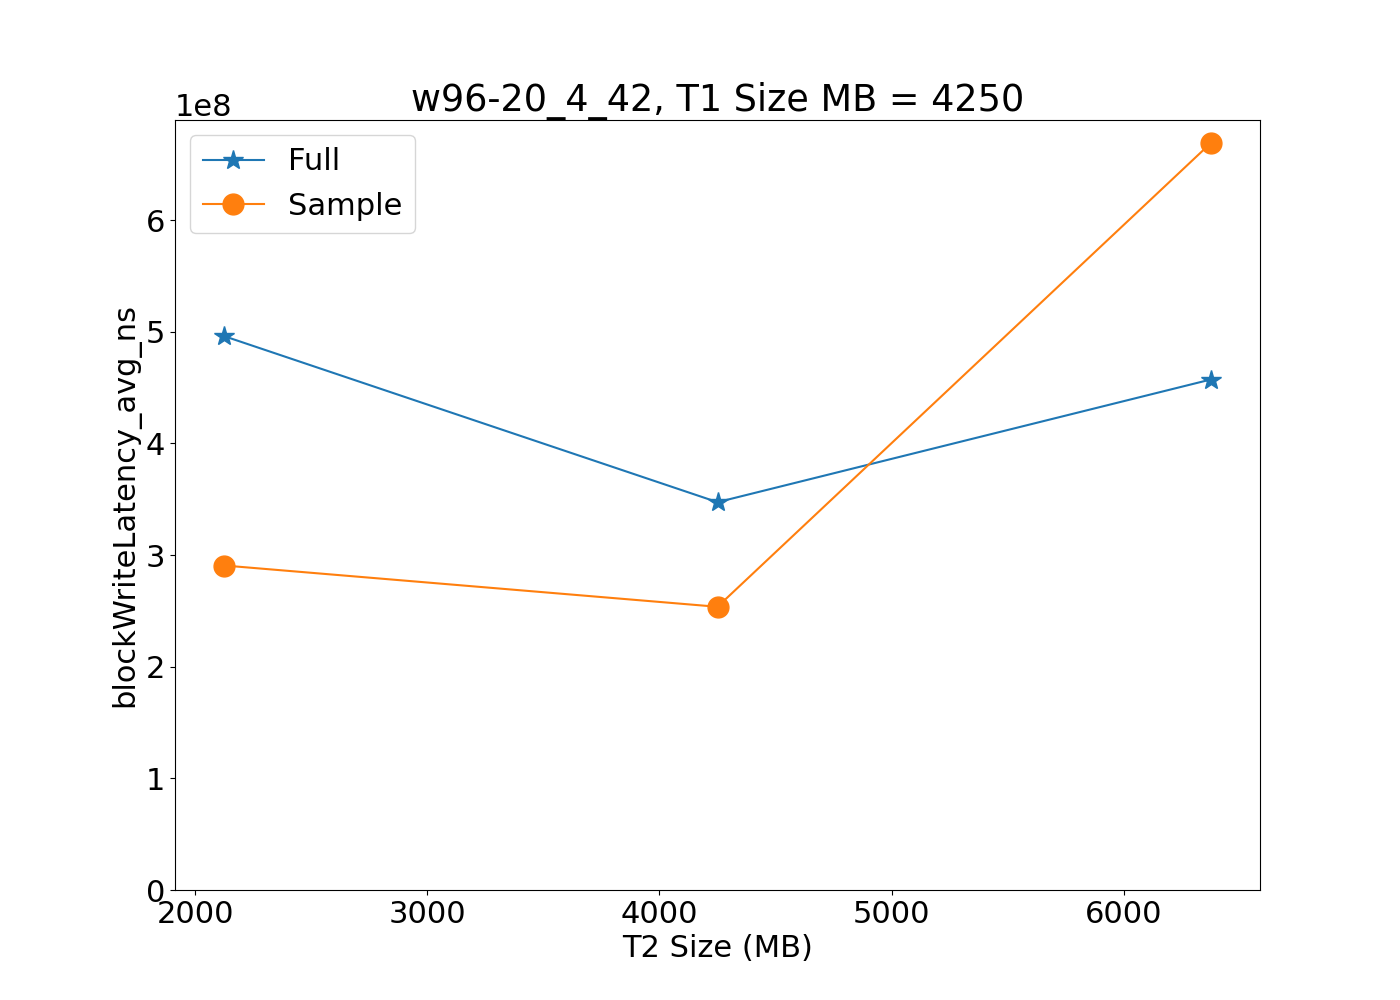 w96-20_4_42, T1 Size MB = 4250
1e8
Full
Sample
6
5
4
3
2
1
0
blockWriteLatency_avg_ns
2000 3000 4000 5000 6000
T2 Size (MB)